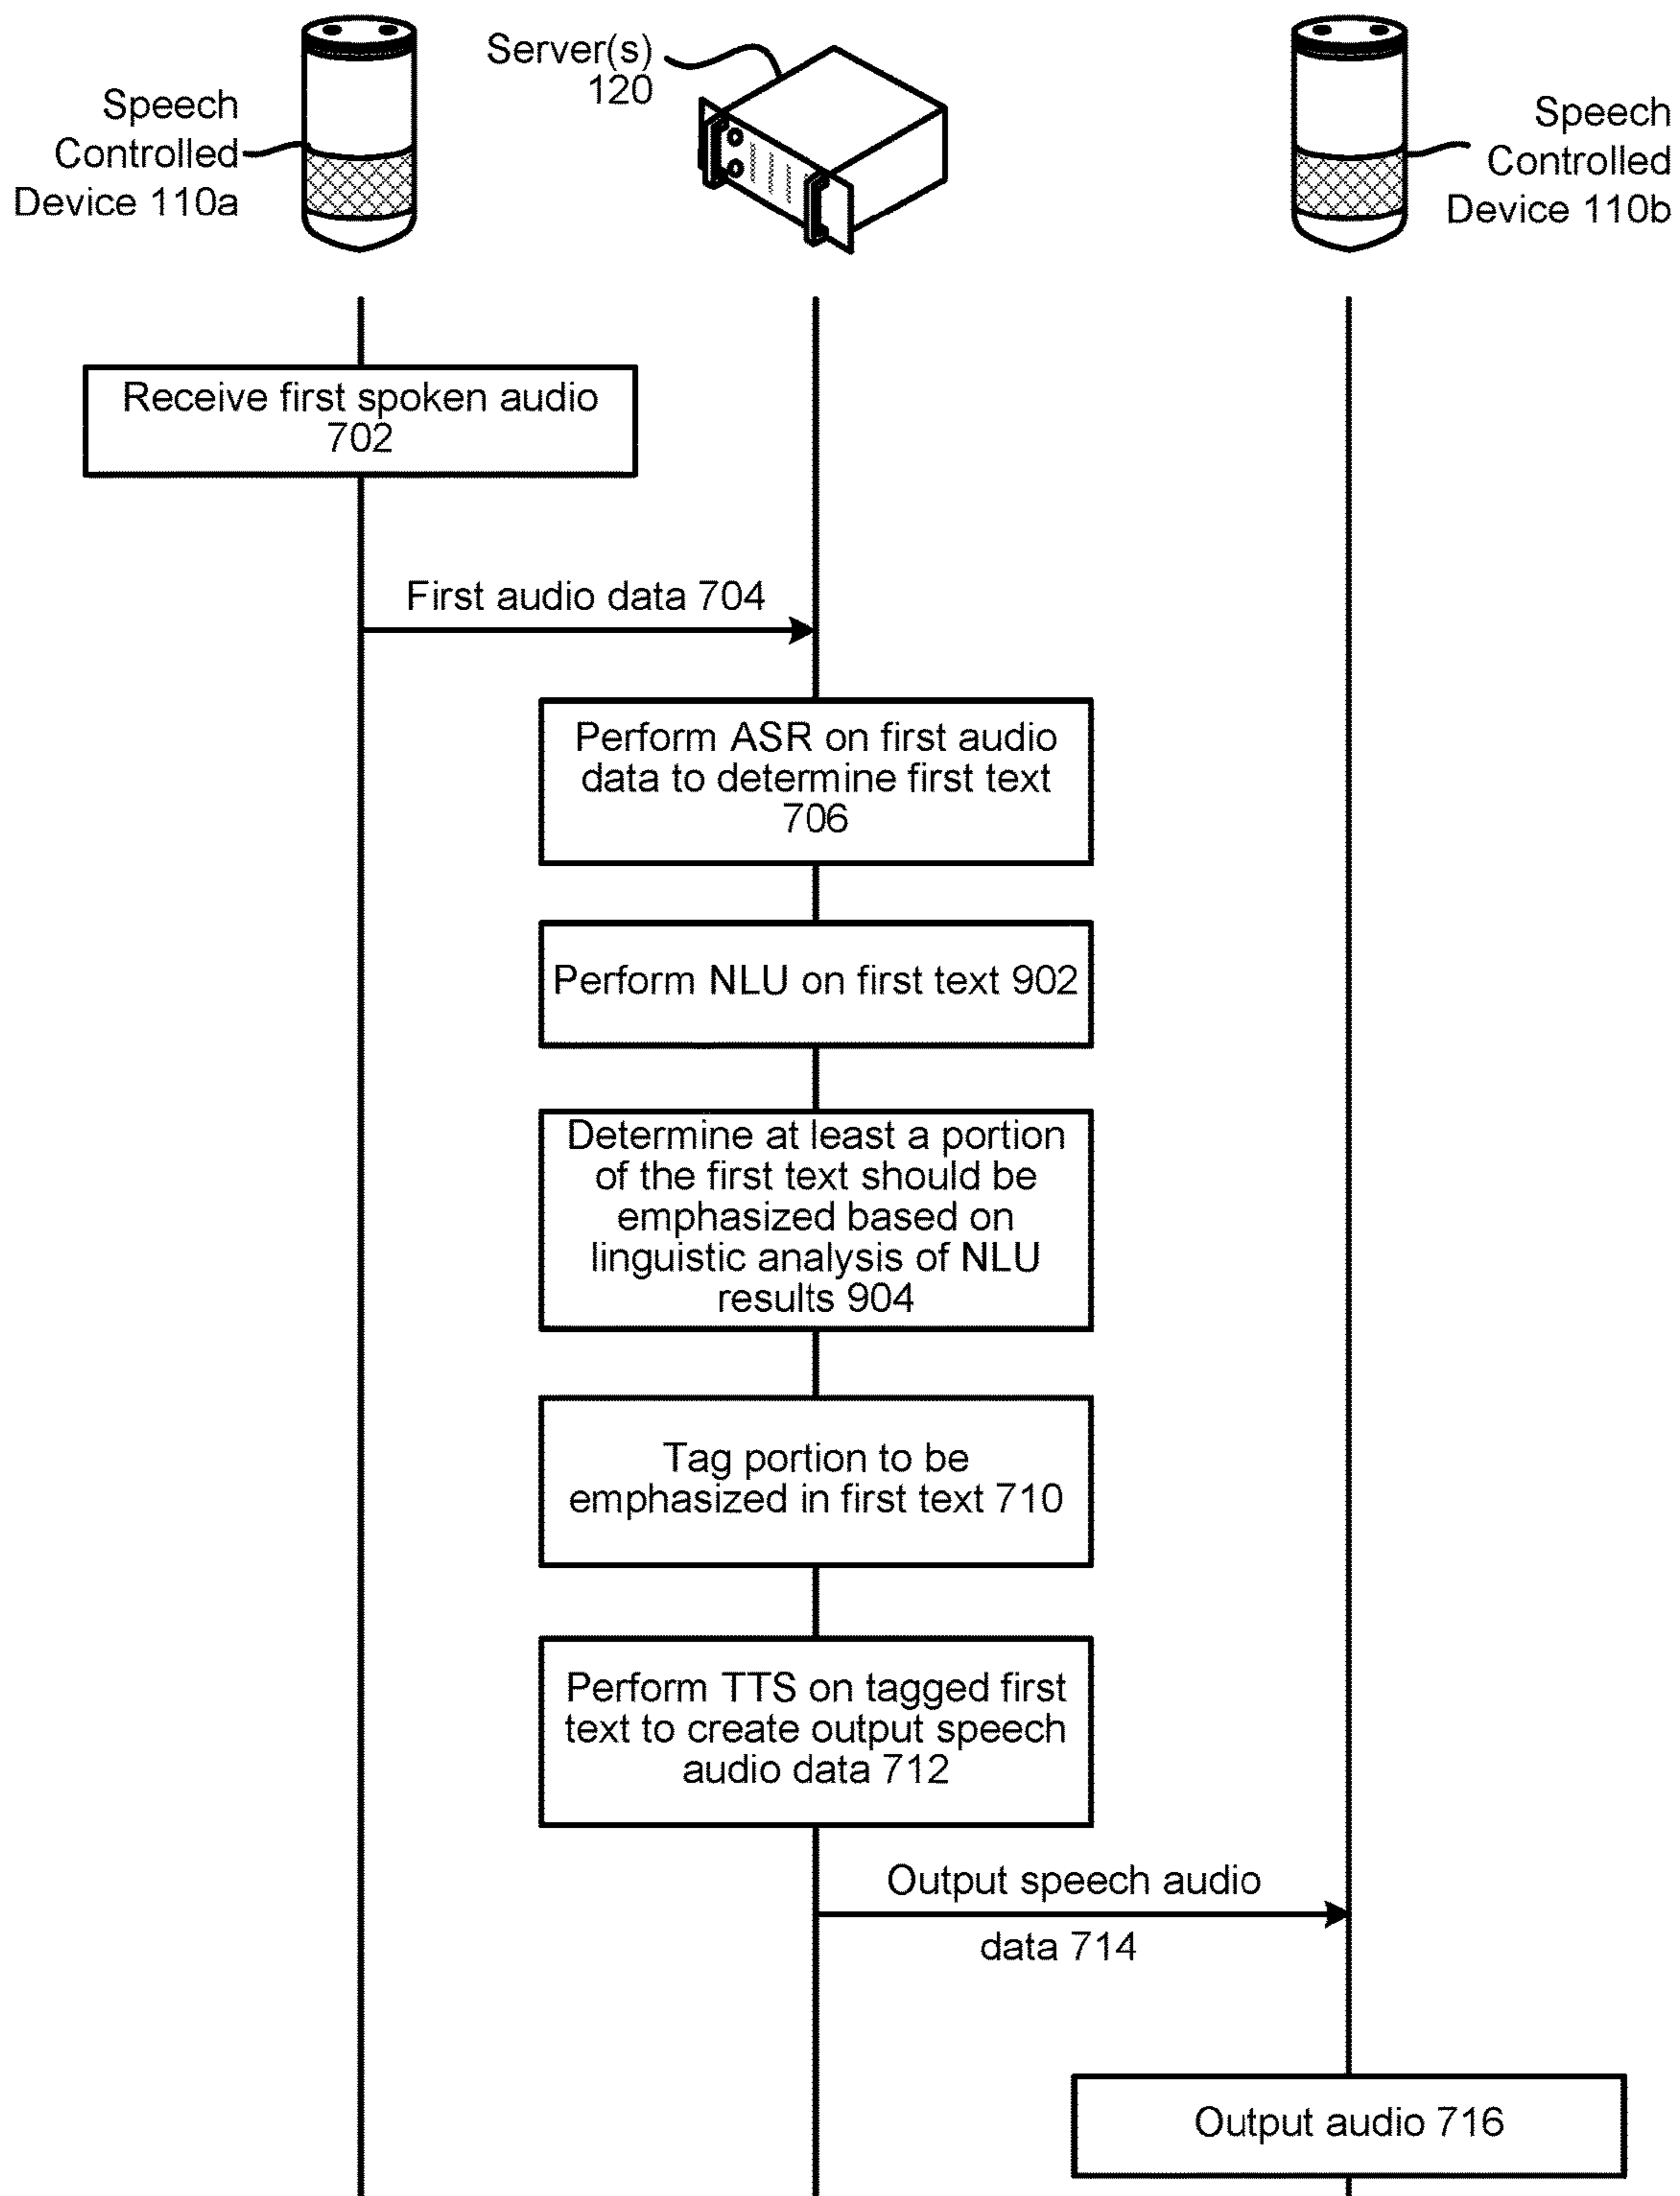 Speech
Controlled
Device 110a
Server(s)
120
Speech
Controlled
Device 110b
Receive first spoken audio
702
First audio data 704
Perform ASR on first audio
data to determine first text
706
Perform NLU on first text 902
Determine at least a portion
of the first text should be
emphasized based on
linguistic analysis of NLU
results 904
Tag portion to be
emphasized in first text 710
Perform TTS on tagged first
text to create output speech
audio data 712
Output speech audio
data 714
Output audio 716